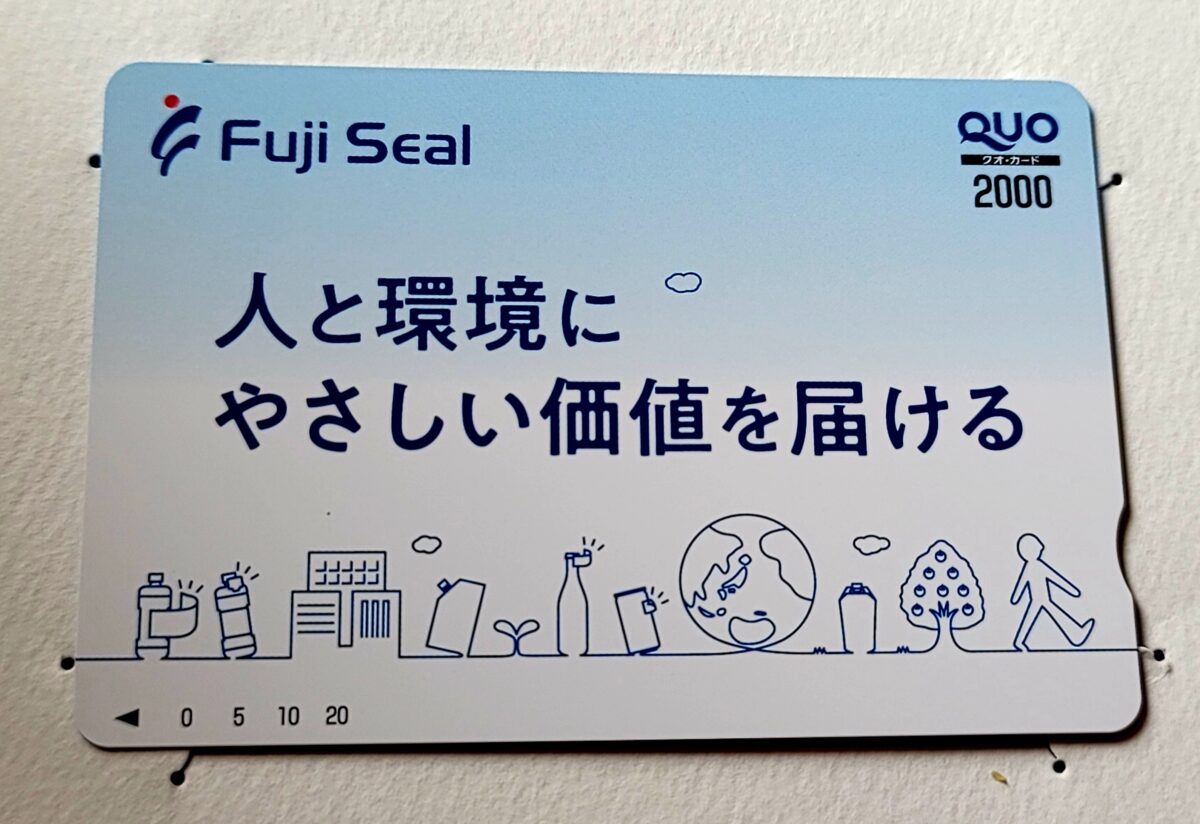 Fuji Seal
QUO
クオ・カード
2000
人と環境に
やさしい価値を届ける
◀ 0 5 10 20